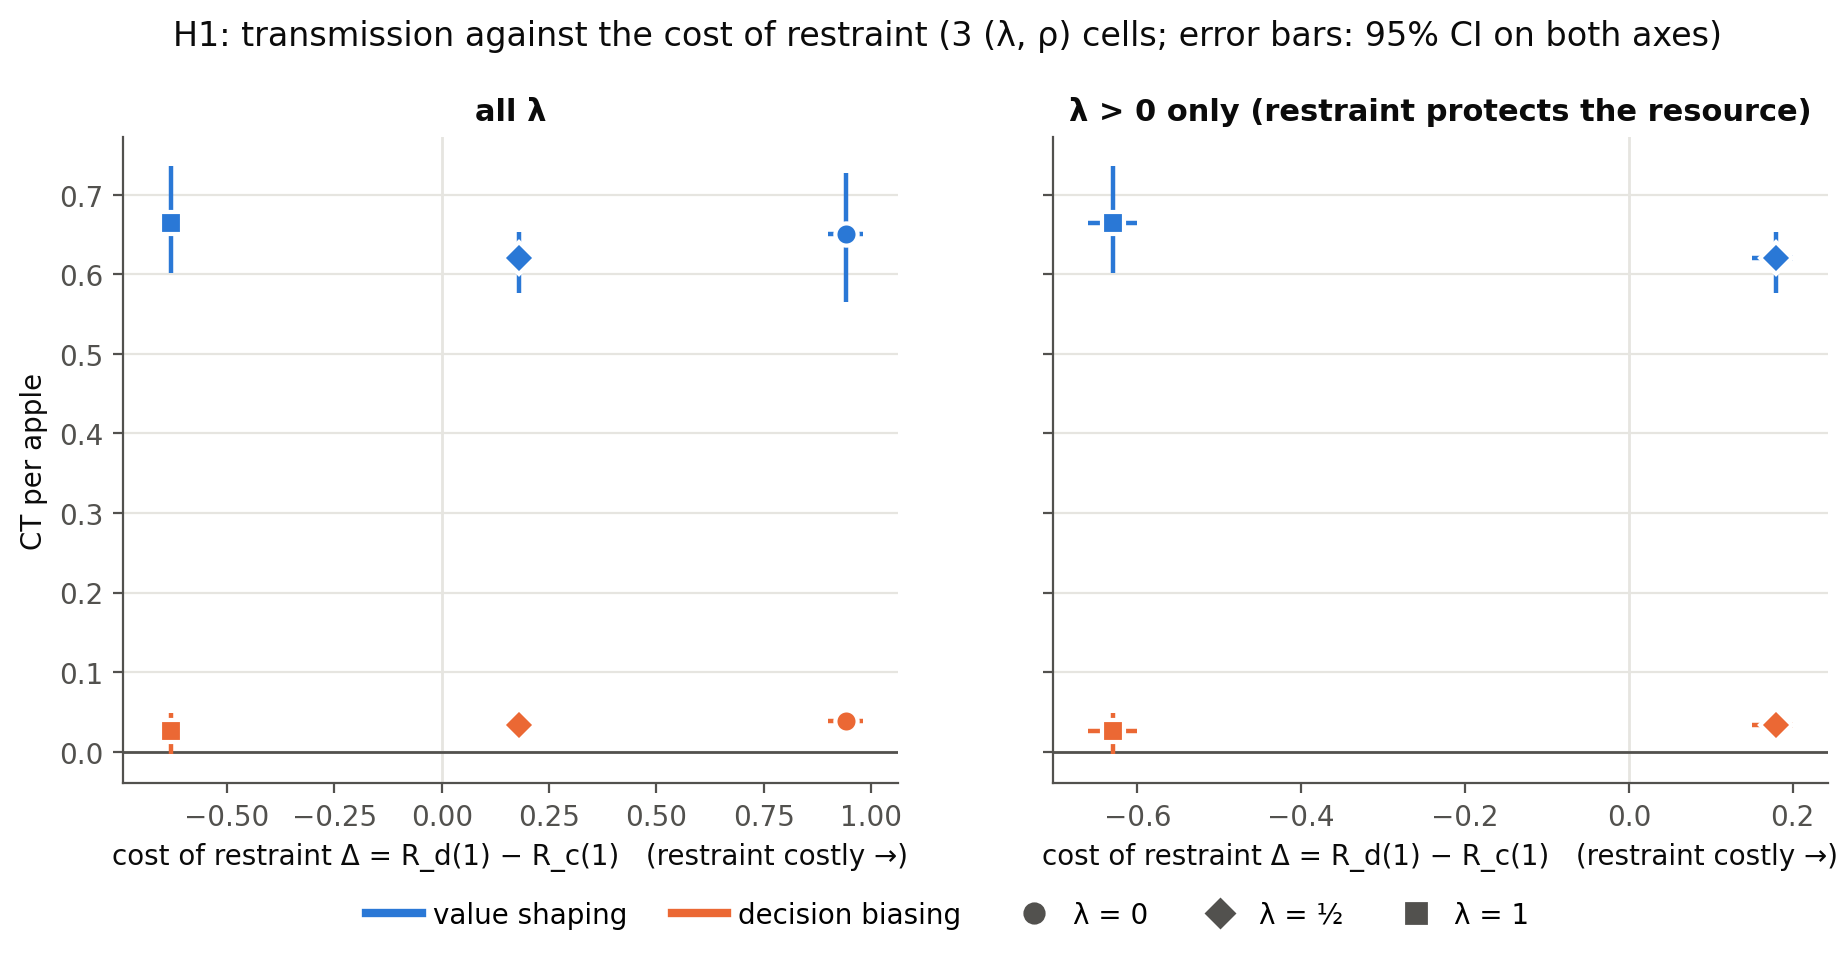 H1: transmission against the cost of restraint (3 (λ, ρ) cells; error bars: 95% CI on both axes)
all λ
λ > 0 only (restraint protects the resource)
CT per apple
0.7
0.6
0.5
0.4
0.3
0.2
0.1
0.0
−0.50 −0.25 0.00 0.25 0.50 0.75 1.00
−0.6 −0.4 −0.2 0.0 0.2
cost of restraint Δ = R_d(1) − R_c(1) (restraint costly →)
cost of restraint Δ = R_d(1) − R_c(1) (restraint costly →)
value shaping decision biasing λ = 0 λ = ½ λ = 1